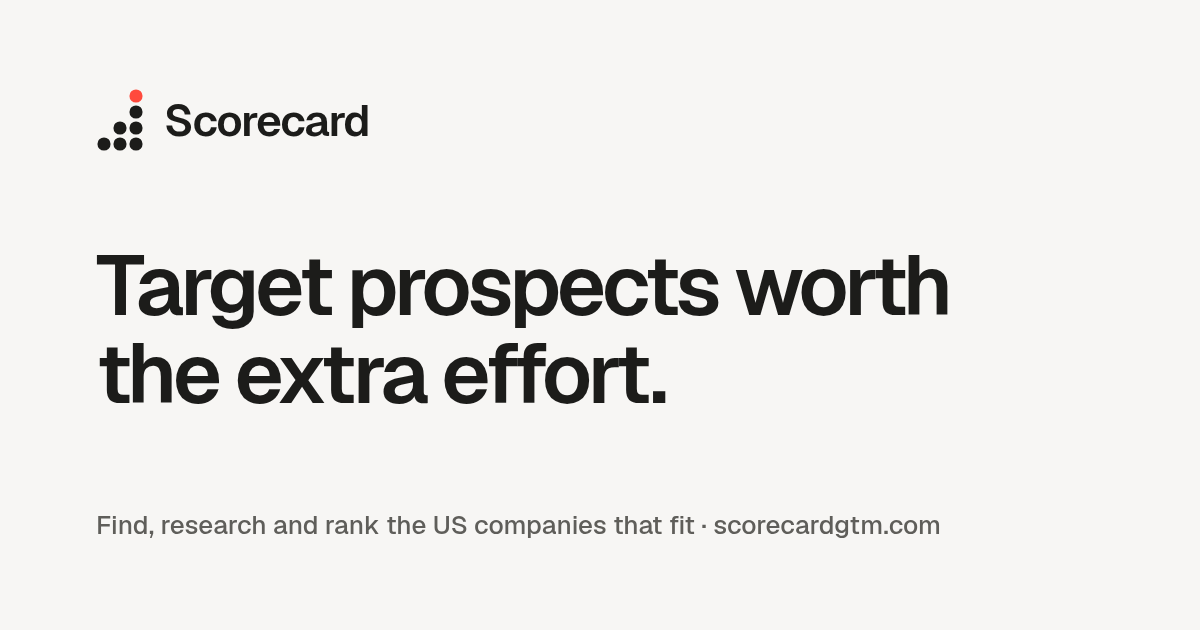 Scorecard
Target prospects worth
the extra effort.
Find, research and rank the US companies that fit · scorecardgtm.com